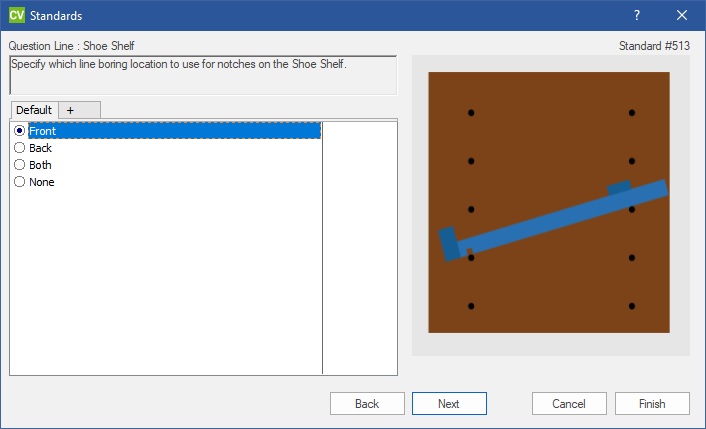 CV Standards ?
Question Line : Shoe Shelf Standard #513
Specify which line boring location to use for notches on the Shoe Shelf.
Default +
Front
Back
Both
None
Back Next Cancel Finish